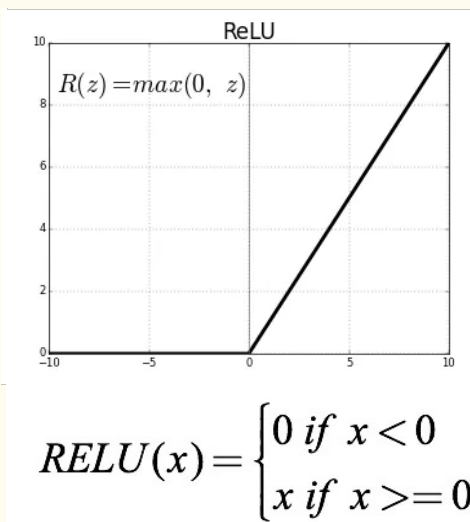 ReLU
10
R(z)=max(0, z)
8
6
4
2
0
−10 −5 0 5 10
RELU(x)= { 0 if x<0
x if x>=0